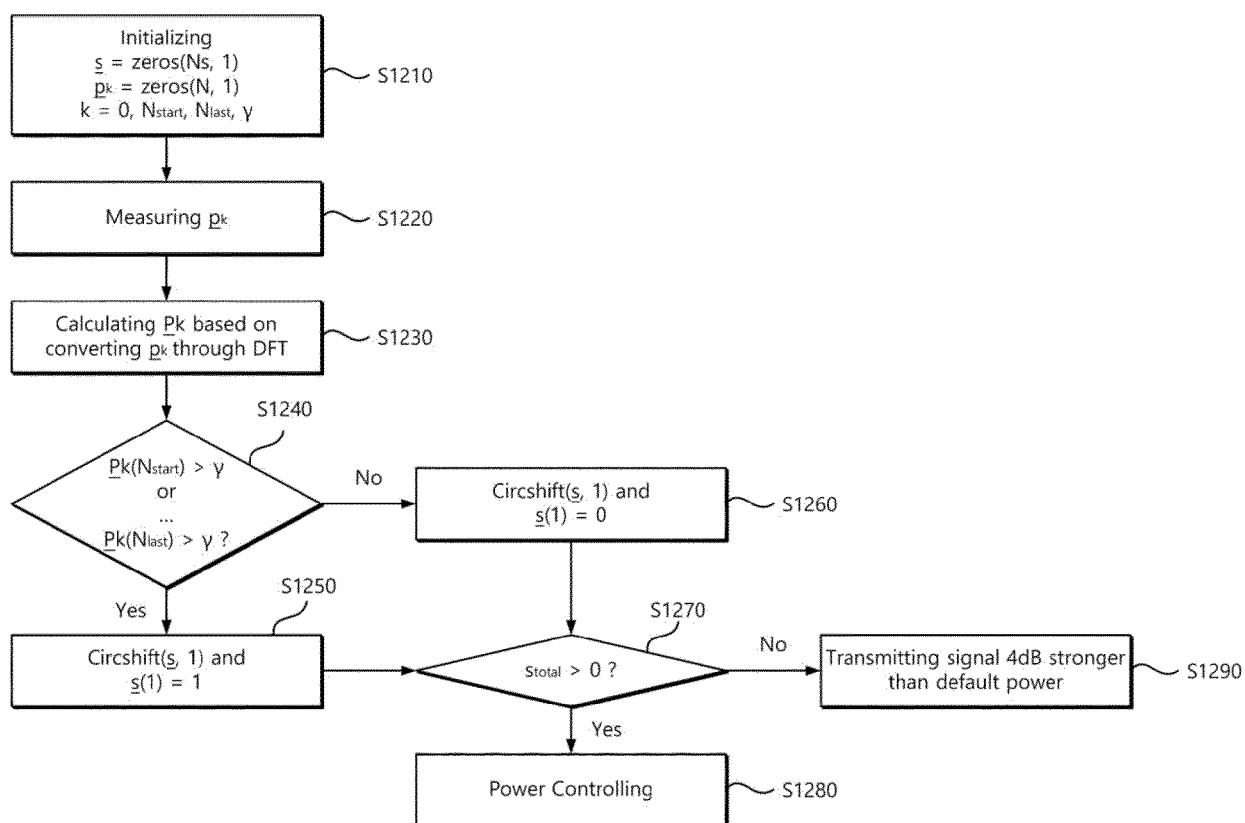 Initializing
s = zeros(Ns, 1)
pk = zeros(N, 1)
k = 0, Nstart, Nlast, γ
S1210
Measuring pk
S1220
Calculating Pk based on
converting pk through DFT
S1230
S1240
Pk(Nstart) > γ
or
...
Pk(Nlast) > γ ?
No
Yes
Circshift(s, 1) and
s(1) = 0
S1260
S1250
Circshift(s, 1) and
s(1) = 1
S1270
Stotal > 0 ?
No
Yes
Transmitting signal 4dB stronger
than default power
S1290
Power Controlling
S1280